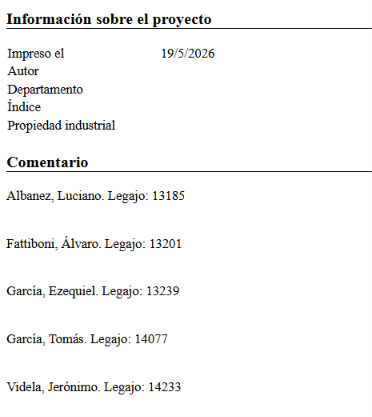 Información sobre el proyecto
Impreso el 19/5/2026
Autor
Departamento
Índice
Propiedad industrial
Comentario
Albanez, Luciano. Legajo: 13185
Fattiboni, Álvaro. Legajo: 13201
García, Ezequiel. Legajo: 13239
García, Tomás. Legajo: 14077
Videla, Jerónimo. Legajo: 14233